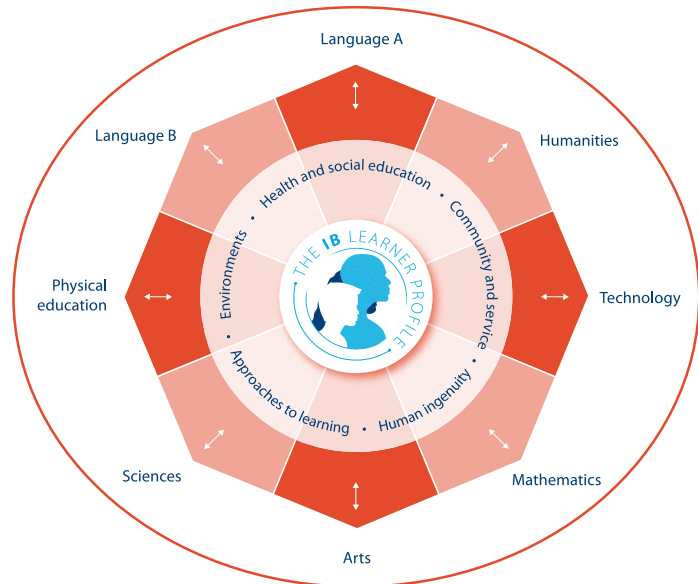 Language A
Language B
Humanities
Health and social education
•
•
Community and service
Environments
THE IB LEARNER PROFILE
Physical
education
Technology
•
•
Approaches to learning
•
Human ingenuity
Sciences
Mathematics
Arts